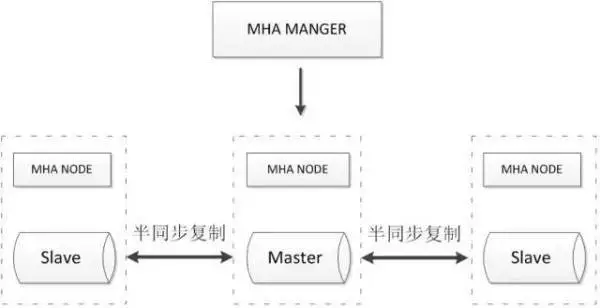 MHA MANGER
MHA NODE
MHA NODE
MHA NODE
Slave
半同步复制
Master
半同步复制
Slave